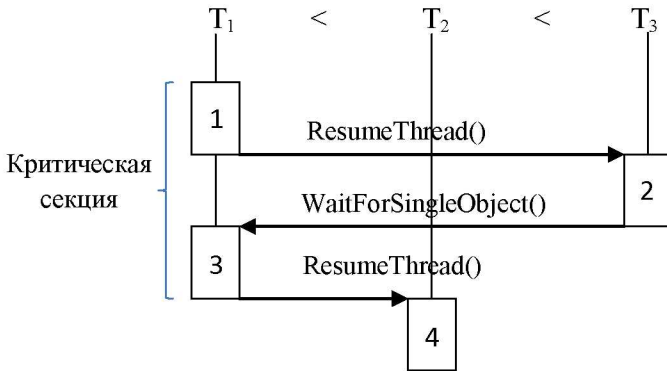 T₁ < T₂ < T₃
1
ResumeThread()
Критическая
секция
2
WaitForSingleObject()
3
ResumeThread()
4